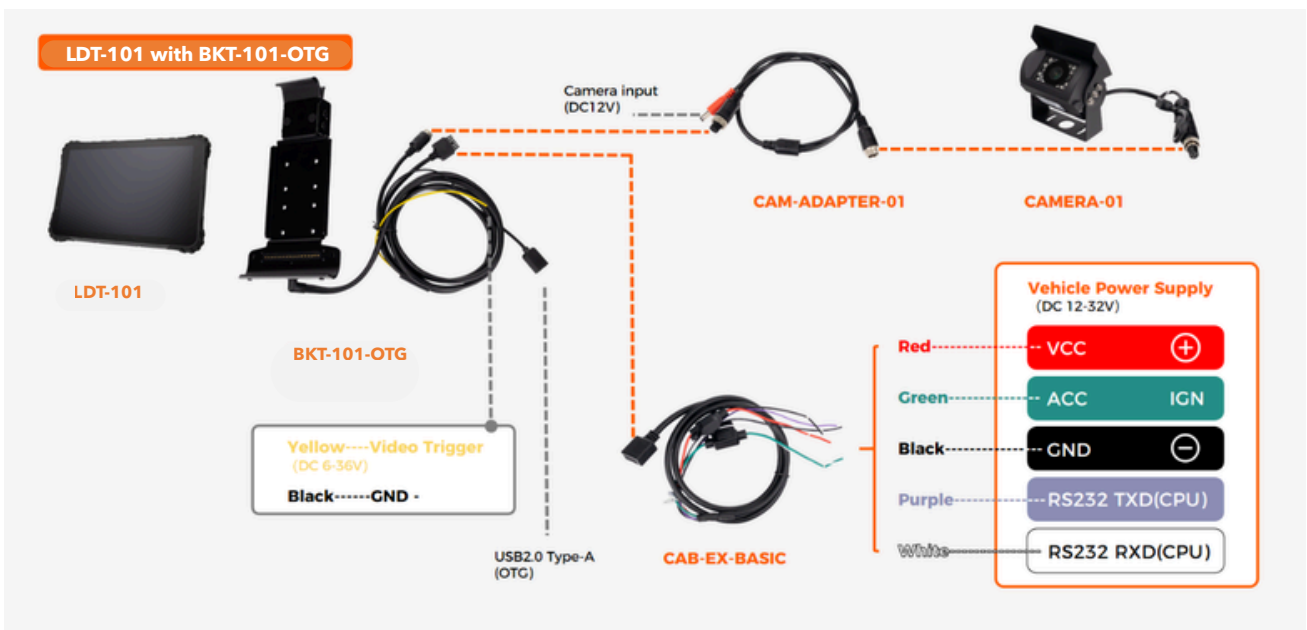 LDT-101 with BKT-101-OTG
Camera input
(DC12V)
CAM-ADAPTER-01
CAMERA-01
LDT-101
BKT-101-OTG
Vehicle Power Supply
(DC 12-32V)
Red
VCC
Green
ACC IGN
Black
GND
Purple
RS232 TXD(CPU)
White
RS232 RXD(CPU)
Yellow----Video Trigger
(DC 6-36V)
Black------GND -
USB2.0 Type-A
(OTG)
CAB-EX-BASIC